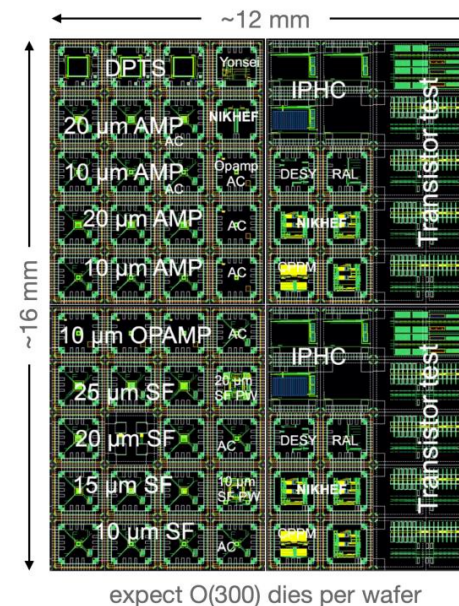 ~12 mm
~16 mm
DPTS
Yonsei
IPHC
Transistor test
20 µm AMP
AC
NIKHEF
10 µm AMP
AC
Opamp
AC
DESY
RAL
20 µm AMP
AC
NIKHEF
10 µm AMP
AC
CPPM
10 µm OPAMP
AC
IPHC
Transistor test
25 µm SF
20 µm
SF PW
20 µm SF
AC
DESY
RAL
15 µm SF
10 µm
SF PW
NIKHEF
10 µm SF
AC
CPPM
expect O(300) dies per wafer